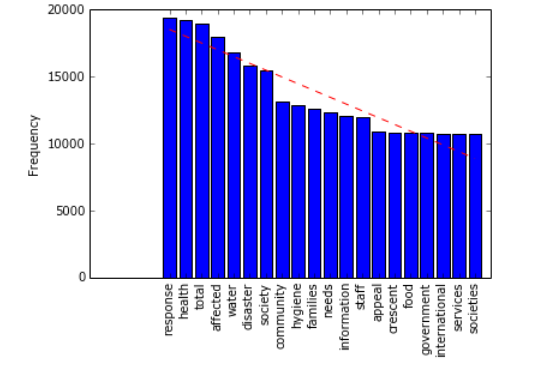 20000
15000
10000
5000
0
Frequency
response
health
total
affected
water
disaster
society
community
hygiene
families
needs
information
staff
appeal
crescent
food
government
international
services
societies